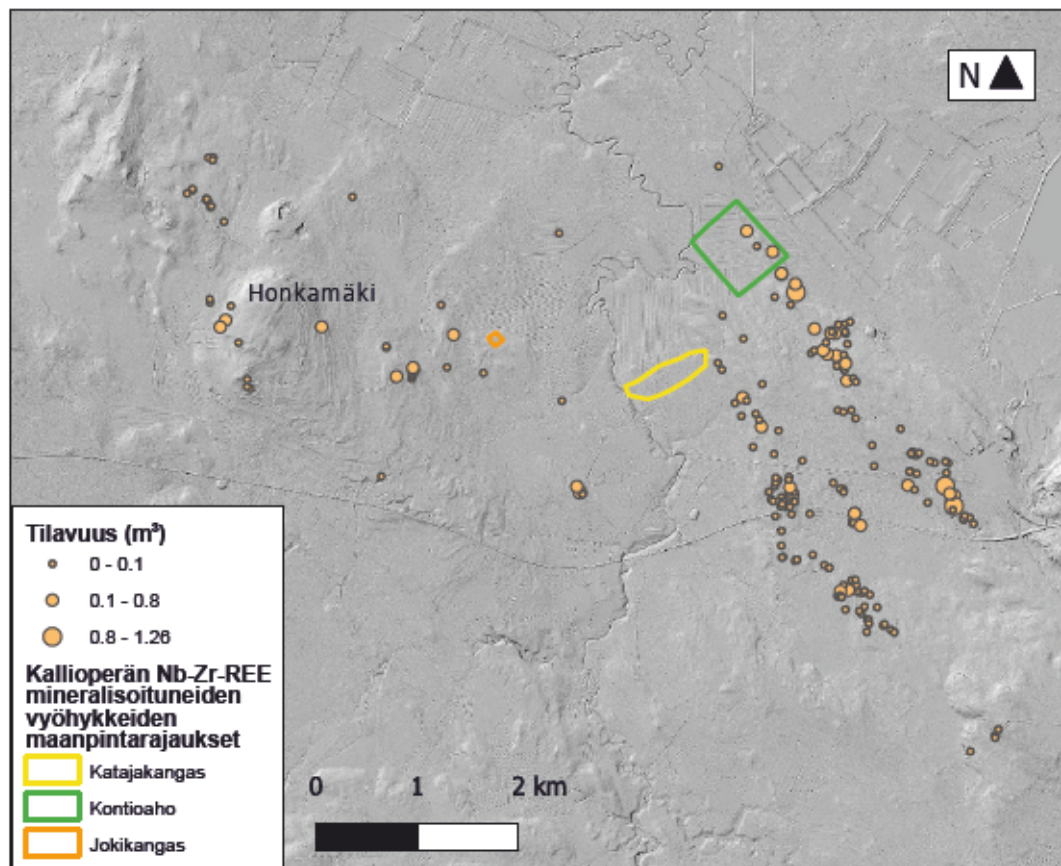 N
Honkamäki
Tilavuus (m³)
0 - 0.1
0.1 - 0.8
0.8 - 1.26
Kallioperän Nb-Zr-REE
mineralisoituneiden
vyöhykkeiden
maanpintarajaukset
Katajakangas
Kontioaho
Jokikangas
0 1 2 km